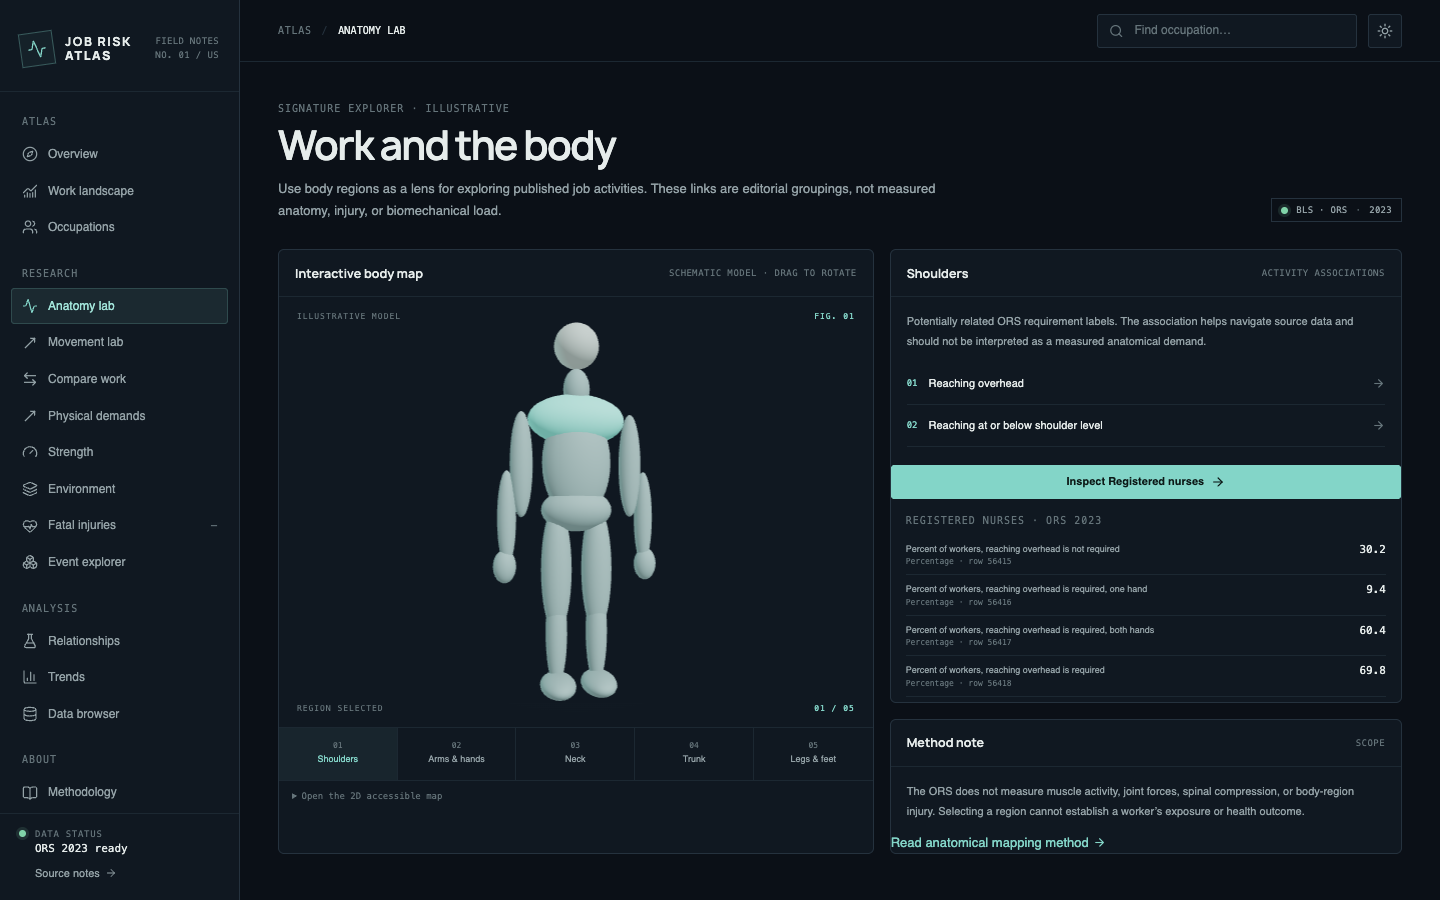 JOB RISK
ATLAS
FIELD NOTES
NO. 01 / US
ATLAS
Overview
Work landscape
Occupations
RESEARCH
Anatomy lab
Movement lab
Compare work
Physical demands
Strength
Environment
Fatal injuries –
Event explorer
ANALYSIS
Relationships
Trends
Data browser
ABOUT
Methodology
DATA STATUS
ORS 2023 ready
Source notes →
ATLAS / ANATOMY LAB
Find occupation...
SIGNATURE EXPLORER · ILLUSTRATIVE
Work and the body
Use body regions as a lens for exploring published job activities. These links are editorial groupings, not measured
anatomy, injury, or biomechanical load.
BLS · ORS · 2023
Interactive body map
SCHEMATIC MODEL · DRAG TO ROTATE
ILLUSTRATIVE MODEL
FIG. 01
REGION SELECTED
01 / 05
01
Shoulders
02
Arms & hands
03
Neck
04
Trunk
05
Legs & feet
Open the 2D accessible map
Shoulders
ACTIVITY ASSOCIATIONS
Potentially related ORS requirement labels. The association helps navigate source data and
should not be interpreted as a measured anatomical demand.
01 Reaching overhead →
02 Reaching at or below shoulder level →
Inspect Registered nurses →
REGISTERED NURSES · ORS 2023
Percent of workers, reaching overhead is not required
Percentage · row 56415
30.2
Percent of workers, reaching overhead is required, one hand
Percentage · row 56416
9.4
Percent of workers, reaching overhead is required, both hands
Percentage · row 56417
60.4
Percent of workers, reaching overhead is required
Percentage · row 56418
69.8
Method note
SCOPE
The ORS does not measure muscle activity, joint forces, spinal compression, or body-region
injury. Selecting a region cannot establish a worker's exposure or health outcome.
Read anatomical mapping method →